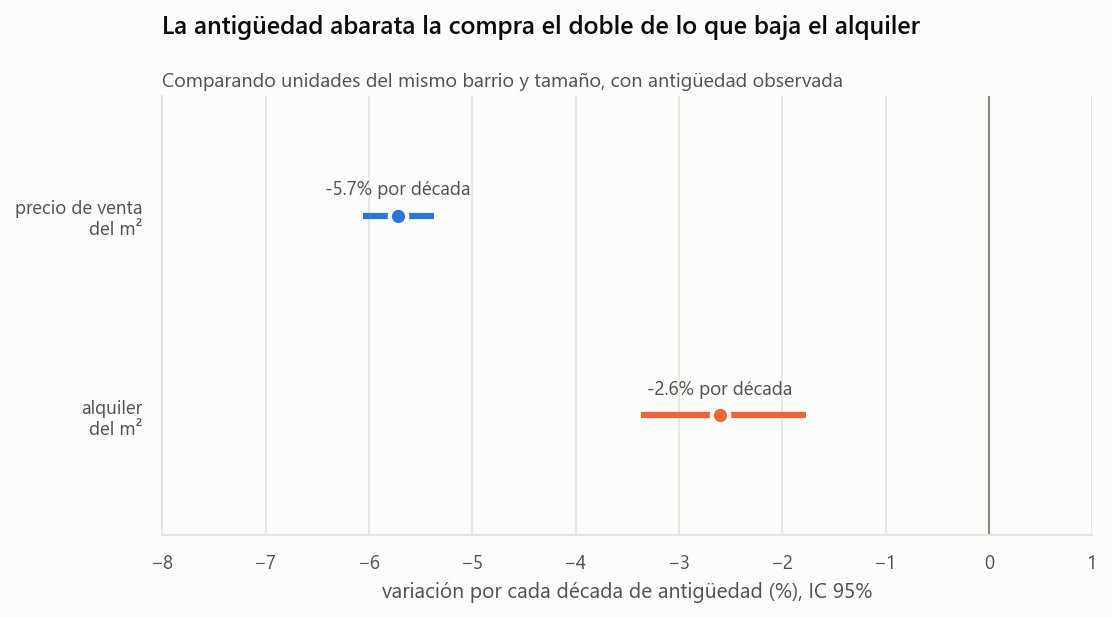 La antigüedad abarata la compra el doble de lo que baja el alquiler
Comparando unidades del mismo barrio y tamaño, con antigüedad observada
-5.7% por década
precio de venta
del m²
-2.6% por década
alquiler
del m²
−8 −7 −6 −5 −4 −3 −2 −1 0 1
variación por cada década de antigüedad (%), IC 95%